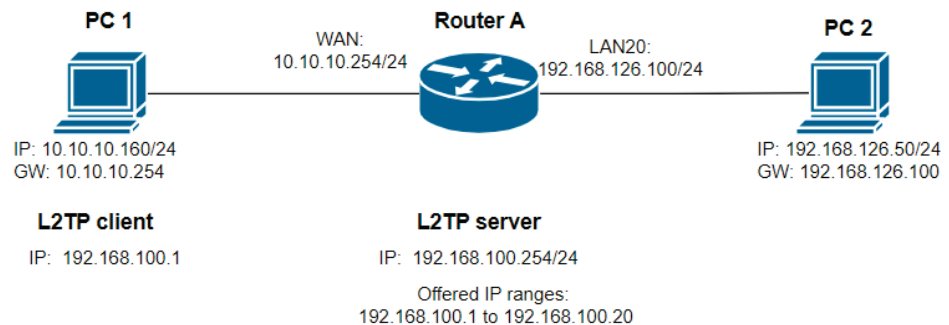 PC 1
Router A
PC 2
WAN:
10.10.10.254/24
LAN20:
192.168.126.100/24
IP: 10.10.10.160/24
GW: 10.10.10.254
IP: 192.168.126.50/24
GW: 192.168.126.100
L2TP client
L2TP server
IP: 192.168.100.1
IP: 192.168.100.254/24
Offered IP ranges:
192.168.100.1 to 192.168.100.20